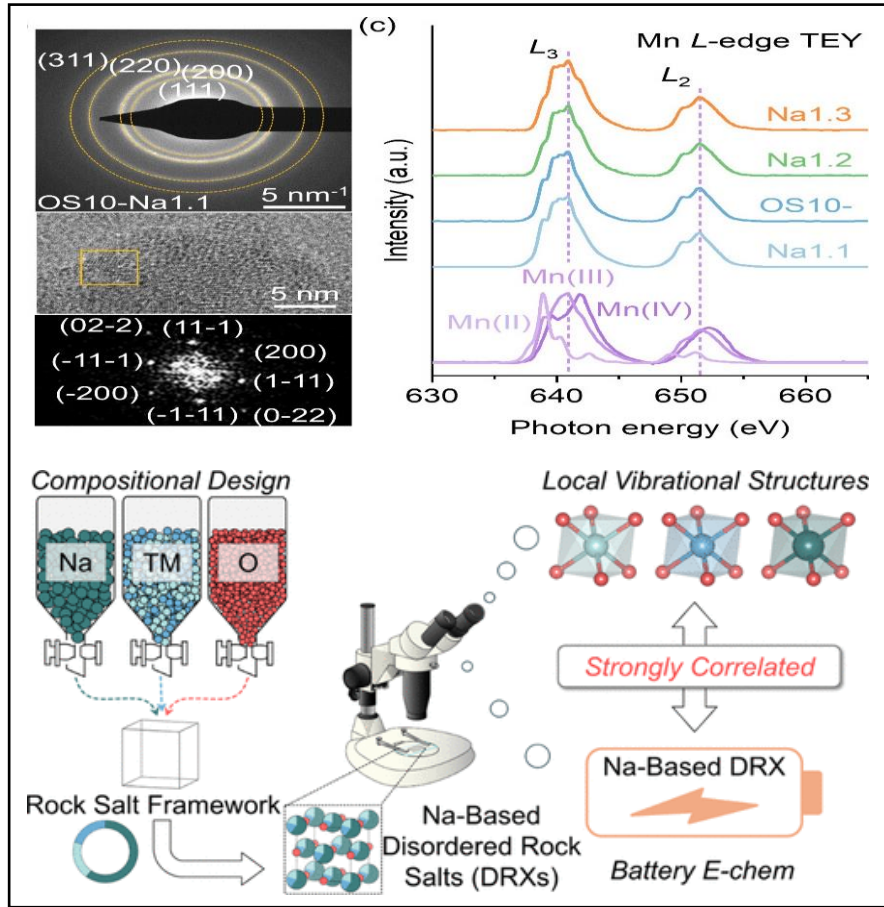 (311)
(220)
(200)
(111)
OS10-Na1.1
5 nm-1
5 nm
(02-2)
(11-1)
(-11-1)
(200)
(-200)
(1-11)
(-1-11)
(0-22)
(c)
Mn L-edge TEY
L3
L2
Na1.3
Na1.2
OS10-
Na1.1
Mn(III)
Mn(II)
Mn(IV)
Intensity (a.u.)
630
640
650
660
Photon energy (eV)
Compositional Design
Na
TM
O
Rock Salt Framework
Na-Based
Disordered Rock
Salts (DRXs)
Local Vibrational Structures
Strongly Correlated
Na-Based DRX
Battery E-chem